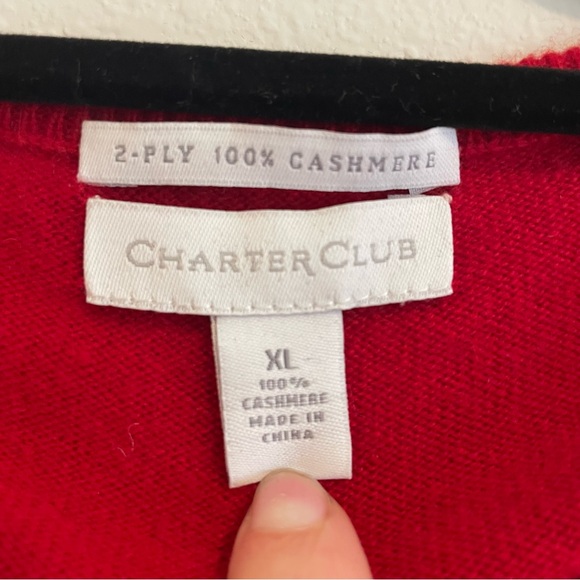 2-PLY 100% CASHMERE
CHARTER CLUB
XL
100%
CASHMERE
MADE IN
CHINA